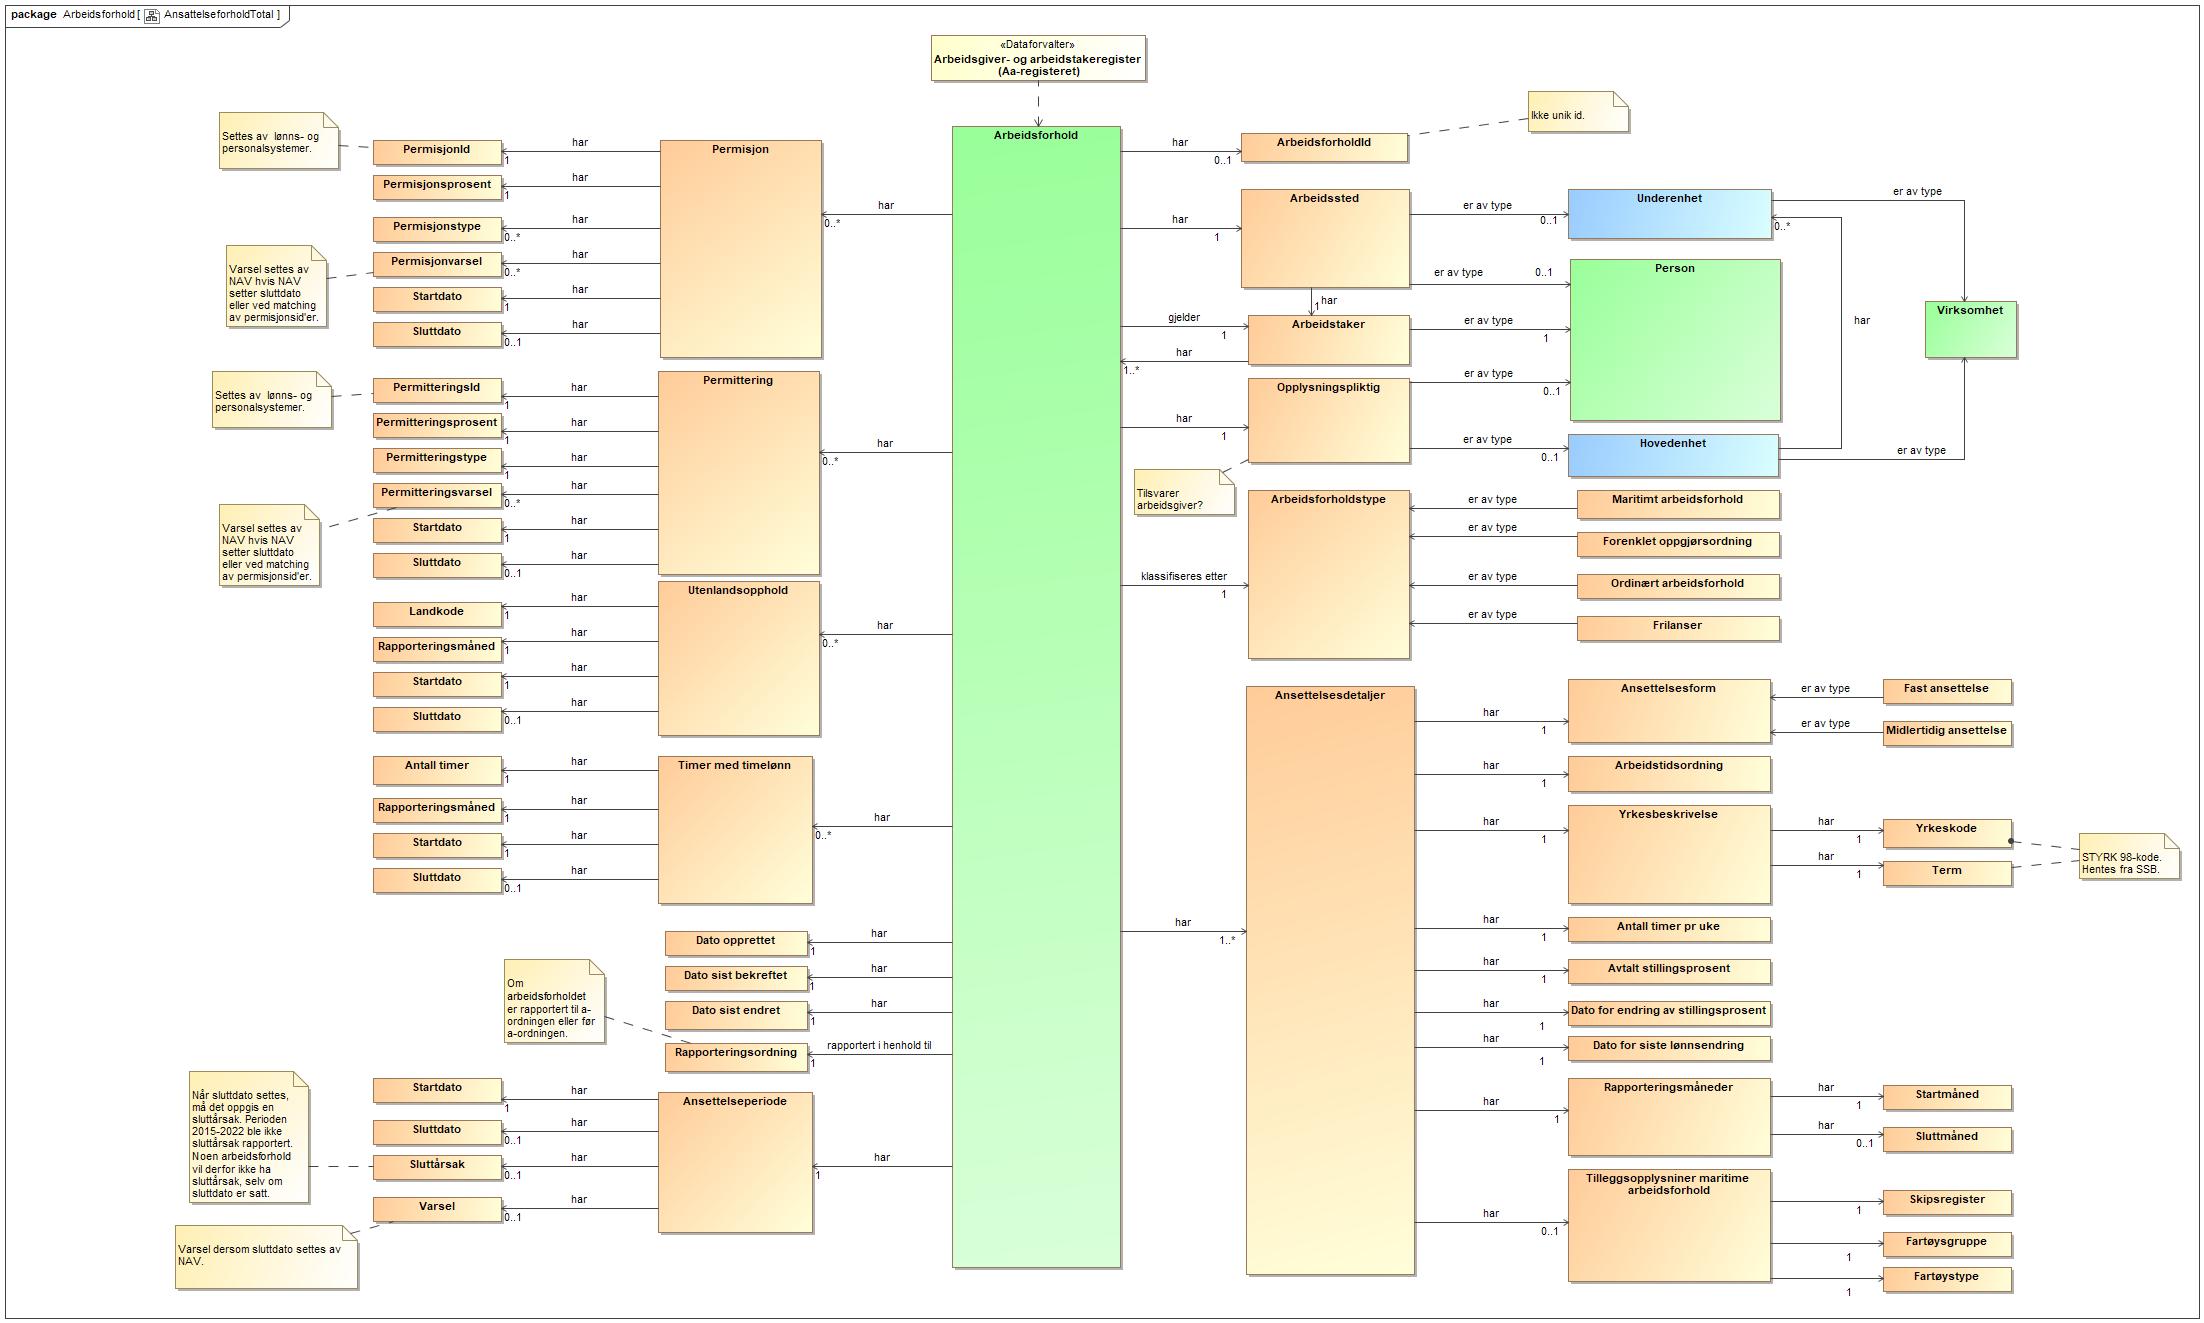 package Arbeidsforhold [ AnsattelseforholdTotal ]
«Dataforvalter»
Arbeidsgiver- og arbeidstakeregister
(Aa-registeret)
Arbeidsforhold
Settes av  lønns- og
personalsystemer.
PermisjonId
har
1
Permisjonsprosent
har
1
Permisjonstype
har
0..*
Permisjonvarsel
har
0..*
Startdato
har
1
Sluttdato
har
0..1
Permisjon
har
0..*
Varsel settes av
NAV hvis NAV
setter sluttdato
eller ved matching
av permisjonsid'er.
Settes av  lønns- og
personalsystemer.
PermitteringsId
har
1
Permitteringsprosent
har
1
Permitteringstype
har
1
Permitteringsvarsel
har
0..*
Startdato
har
1
Sluttdato
har
0..1
Permittering
har
0..*
Varsel settes av
NAV hvis NAV
setter sluttdato
eller ved matching
av permisjonsid'er.
Landkode
har
1
Rapporteringsmåned
har
1
Startdato
har
1
Sluttdato
har
0..1
Utenlandsopphold
har
0..*
Antall timer
har
1
Rapporteringsmåned
har
1
Startdato
har
1
Sluttdato
har
0..1
Timer med timelønn
har
0..*
Dato opprettet
har
1
Dato sist bekreftet
har
1
Dato sist endret
har
1
Rapporteringsordning
rapportert i henhold til
1
Om
arbeidsforholdet
er rapportert til a-
ordningen eller før
a-ordningen.
Startdato
har
1
Sluttdato
har
0..1
Sluttårsak
har
0..1
Varsel
har
0..1
Ansettelseperiode
har
1
Når sluttdato settes,
må det oppgis en
sluttårsak. Perioden
2015-2022 ble ikke
sluttårsak rapportert.
Noen arbeidsforhold
vil derfor ikke ha
sluttårsak, selv om
sluttdato er satt.
Varsel dersom sluttdato settes av
NAV.
har
0..1
ArbeidsforholdId
Ikke unik id.
har
1
Arbeidssted
er av type
0..1
Underenhet
er av type
0..*
er av type
0..1
Person
har
1
gjelder
1
Arbeidstaker
er av type
1
har
1..*
Opplysningspliktig
er av type
0..1
har
1
er av type
0..1
Hovedenhet
har
er av type
Virksomhet
Tilsvarer
arbeidsgiver?
Arbeidsforholdstype
klassifiseres etter
1
er av type
Maritimt arbeidsforhold
er av type
Forenklet oppgjørsordning
er av type
Ordinært arbeidsforhold
er av type
Frilanser
Ansettelsesdetaljer
har
1..*
har
1
Ansettelsesform
er av type
Fast ansettelse
er av type
Midlertidig ansettelse
har
1
Arbeidstidsordning
har
1
Yrkesbeskrivelse
har
1
Yrkeskode
har
1
Term
STYRK 98-kode.
Hentes fra SSB.
har
1
Antall timer pr uke
har
1
Avtalt stillingsprosent
har
1
Dato for endring av stillingsprosent
har
1
Dato for siste lønnsendring
har
1
Rapporteringsmåneder
har
1
Startmåned
har
0..1
Sluttmåned
har
0..1
Tilleggsopplysniner maritime
arbeidsforhold
1
Skipsregister
1
Fartøysgruppe
1
Fartøystype